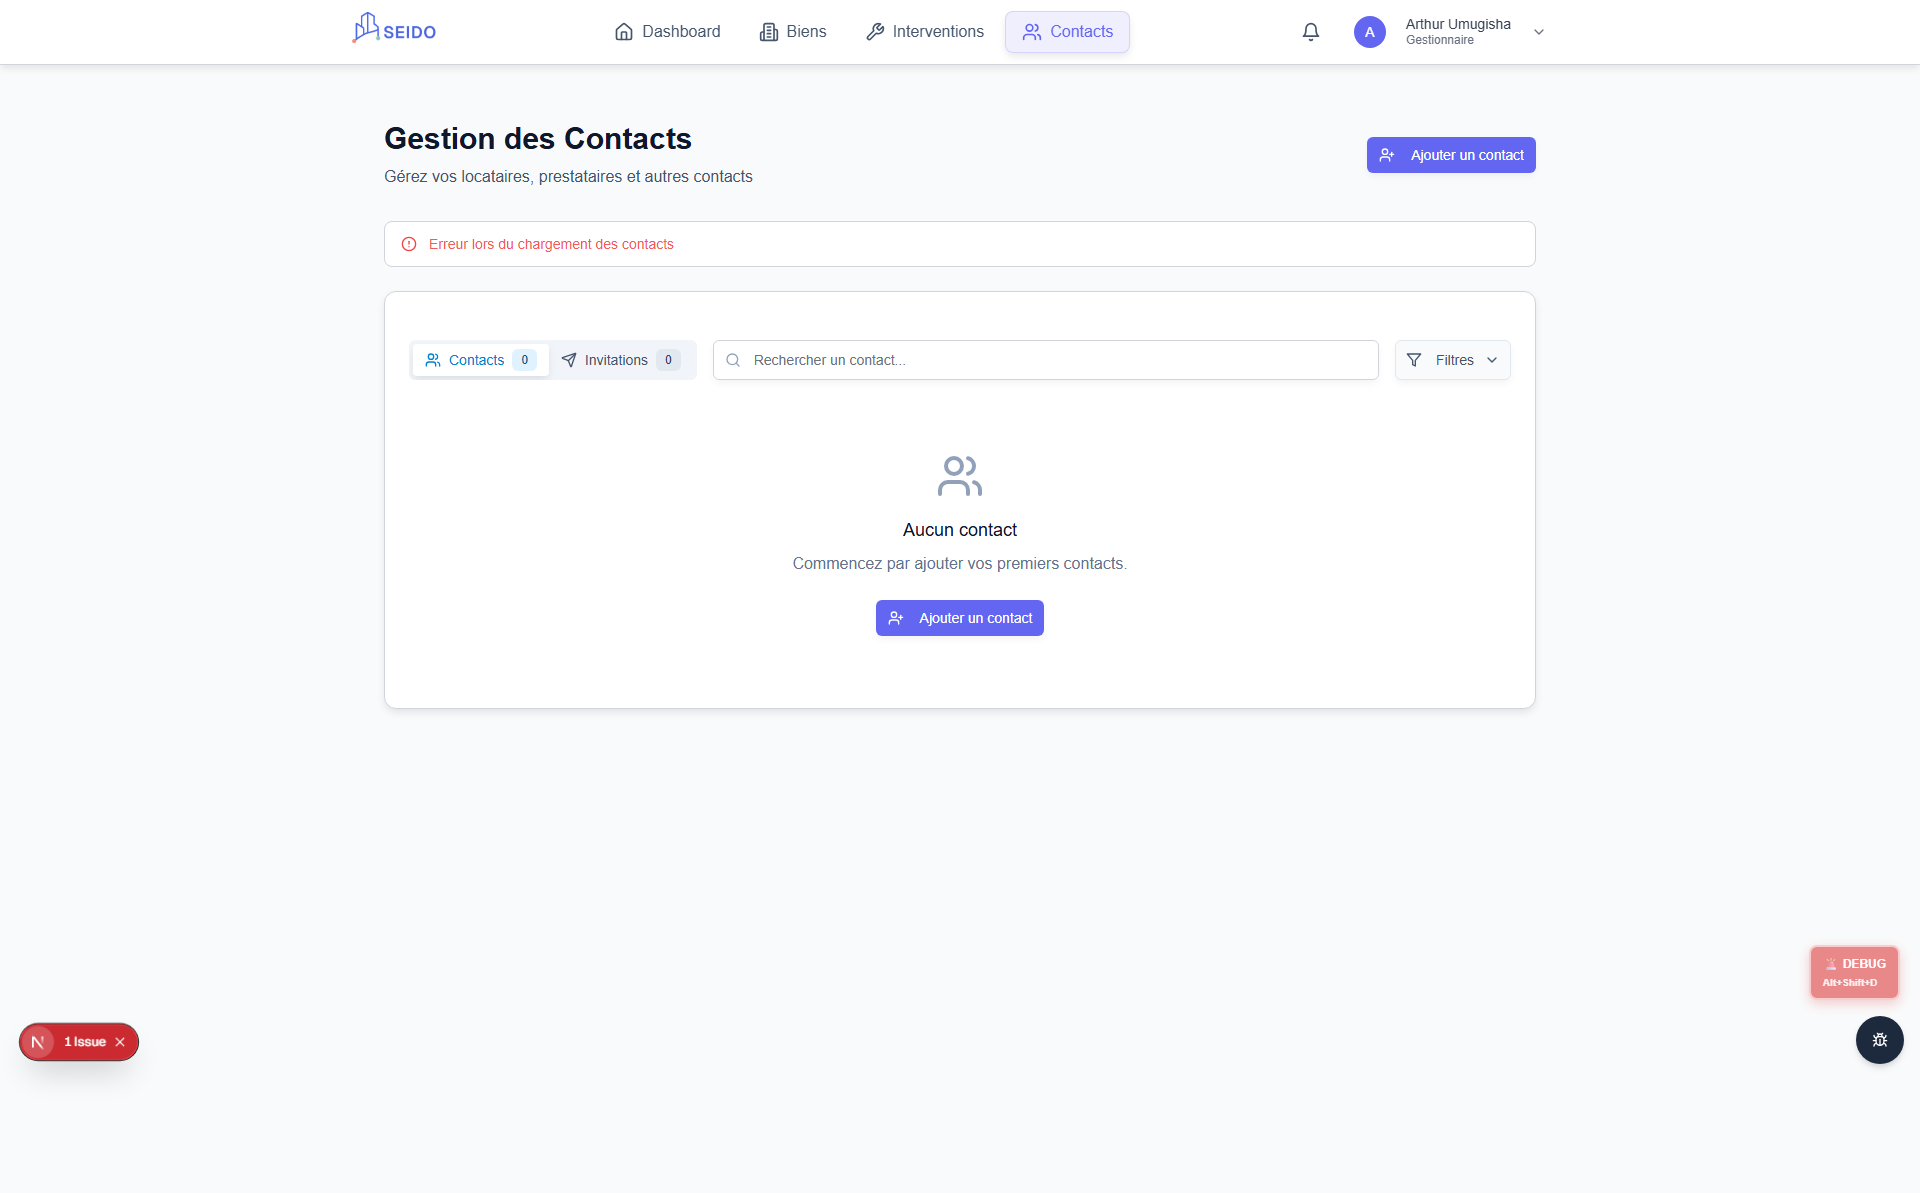 SEIDO
Dashboard
Biens
Interventions
Contacts
A
Arthur Umugisha
Gestionnaire
Gestion des Contacts
Gérez vos locataires, prestataires et autres contacts
Ajouter un contact
Erreur lors du chargement des contacts
Contacts 0
Invitations 0
Rechercher un contact...
Filtres
Aucun contact
Commencez par ajouter vos premiers contacts.
Ajouter un contact
DEBUG
Alt+Shift+D
N 1 Issue